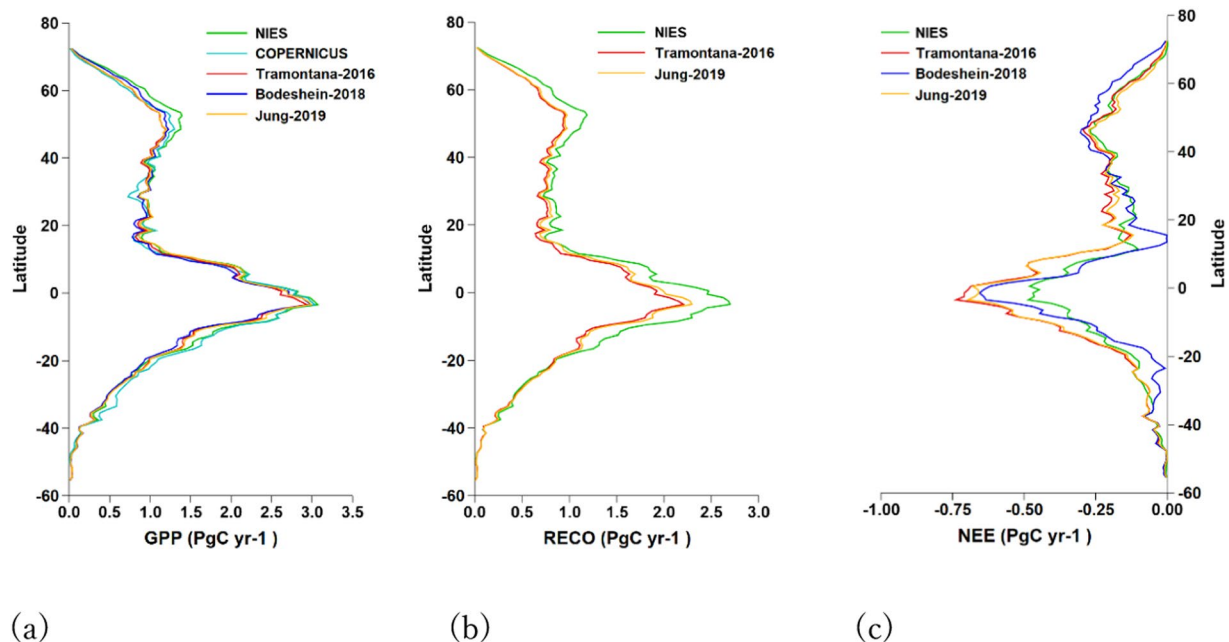 80
60
40
20
0
-20
-40
-60
Latitude
NIES
COPERNICUS
Tramontana-2016
Bodeshein-2018
Jung-2019
0.0 0.5 1.0 1.5 2.0 2.5 3.0 3.5
GPP (PgC yr-1 )
80
60
40
20
0
-20
-40
-60
Latitude
NIES
Tramontana-2016
Jung-2019
0.0 0.5 1.0 1.5 2.0 2.5 3.0
RECO (PgC yr-1 )
NIES
Tramontana-2016
Bodeshein-2018
Jung-2019
80
60
40
20
0
-20
-40
-60
Latitude
-1.00 -0.75 -0.50 -0.25 0.00
NEE (PgC yr-1 )
(a) (b) (c)